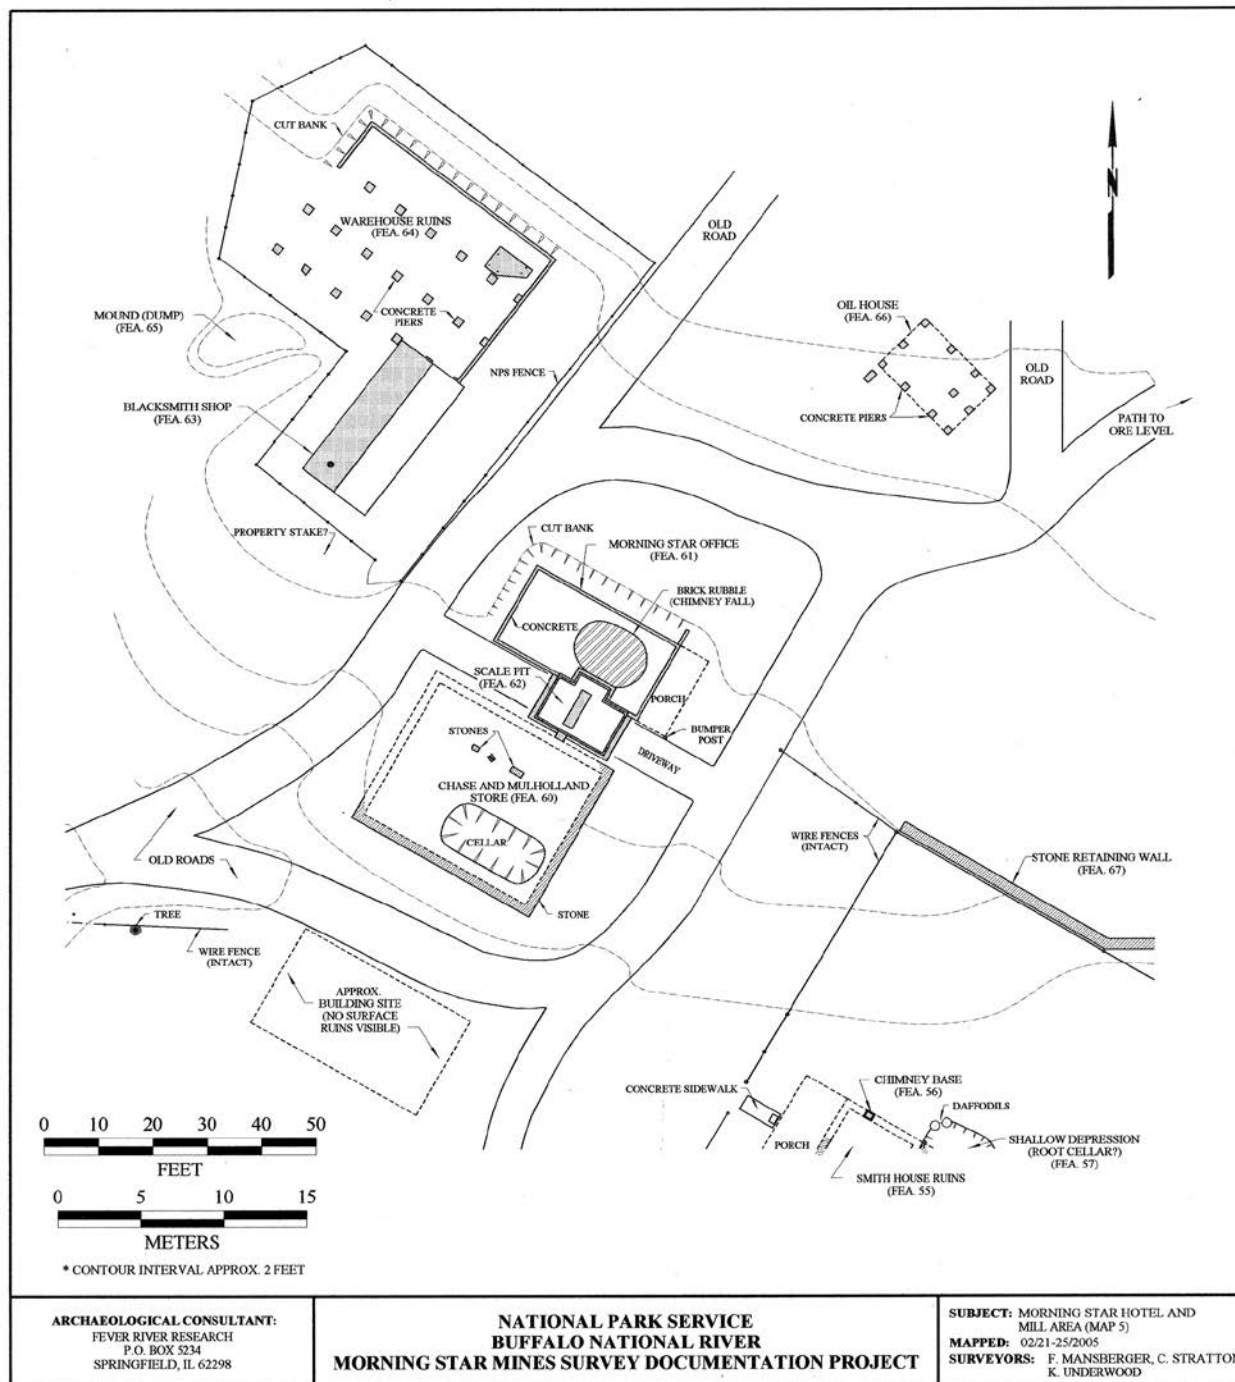 CUT BANK
WAREHOUSE RUINS
(FEA. 64)
OLD
ROAD
N
MOUND (DUMP)
(FEA. 65)
CONCRETE
PIERS
OIL HOUSE
(FEA. 66)
NPS FENCE
OLD
ROAD
BLACKSMITH SHOP
(FEA. 63)
CONCRETE PIERS
PATH TO
ORE LEVEL
PROPERTY STAKE?
CUT BANK
MORNING STAR OFFICE
(FEA. 61)
BRICK RUBBLE
(CHIMNEY FALL)
CONCRETE
SCALE PIT
(FEA. 62)
PORCH
STONES
BUMPER
POST
DRIVEWAY
CHASE AND MULHOLLAND
STORE (FEA. 60)
CELLAR
WIRE FENCES
(INTACT)
OLD ROADS
STONE RETAINING WALL
(FEA. 67)
TREE
STONE
WIRE FENCE
(INTACT)
APPROX.
BUILDING SITE
(NO SURFACE
RUINS VISIBLE)
CONCRETE SIDEWALK
CHIMNEY BASE
(FEA. 56)
DAFFODILS
PORCH
SHALLOW DEPRESSION
(ROOT CELLAR?)
(FEA. 57)
SMITH HOUSE RUINS
(FEA. 55)
0 10 20 30 40 50
FEET
0 5 10 15
METERS
* CONTOUR INTERVAL APPROX. 2 FEET
ARCHAEOLOGICAL CONSULTANT:
FEVER RIVER RESEARCH
P.O. BOX 5234
SPRINGFIELD, IL 62298
NATIONAL PARK SERVICE
BUFFALO NATIONAL RIVER
MORNING STAR MINES SURVEY DOCUMENTATION PROJECT
SUBJECT: MORNING STAR HOTEL AND
MILL AREA (MAP 5)
MAPPED: 02/21-25/2005
SURVEYORS: F. MANSBERGER, C. STRATTON
K. UNDERWOOD